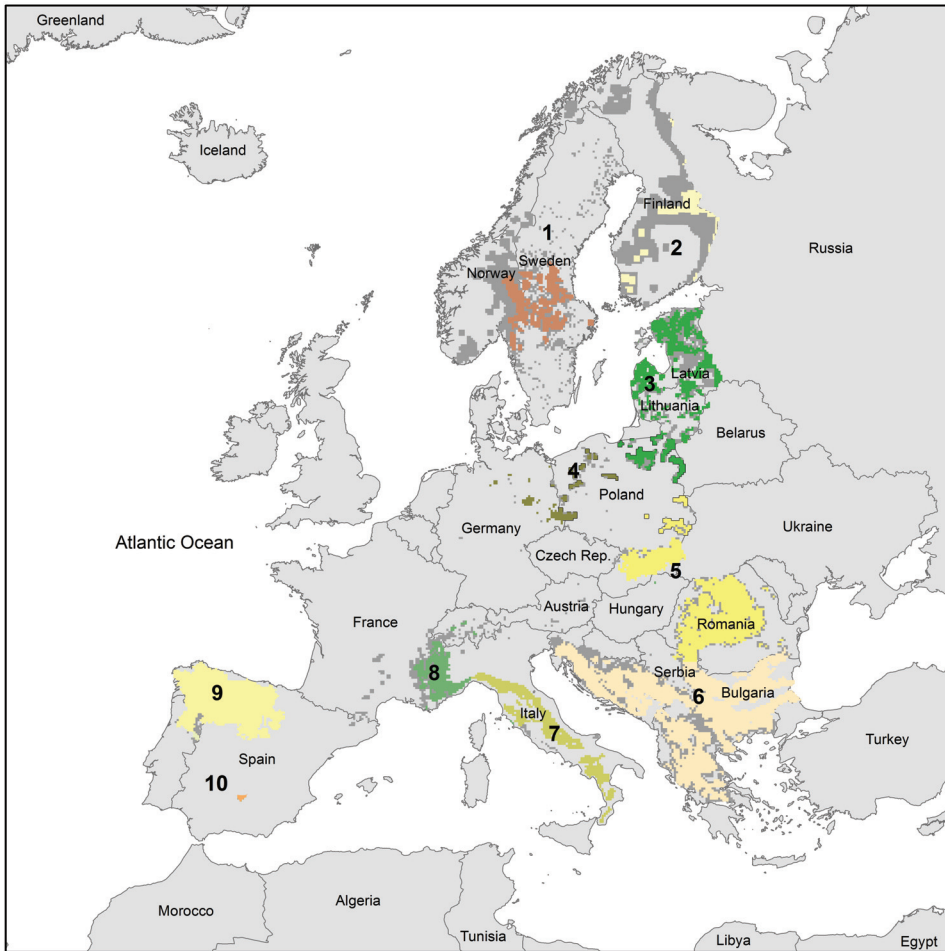 Greenland
Iceland
1
Finland
2
Russia
Sweden
Norway
3
Latvia
Lithuania
Belarus
4
Poland
Germany
Ukraine
Atlantic Ocean
Czech Rep.
5
Austria
Hungary
France
Romania
8
Serbia
9
6
Bulgaria
Italy
7
Turkey
Spain
10
Algeria
Morocco
Tunisia
Libya
Egypt